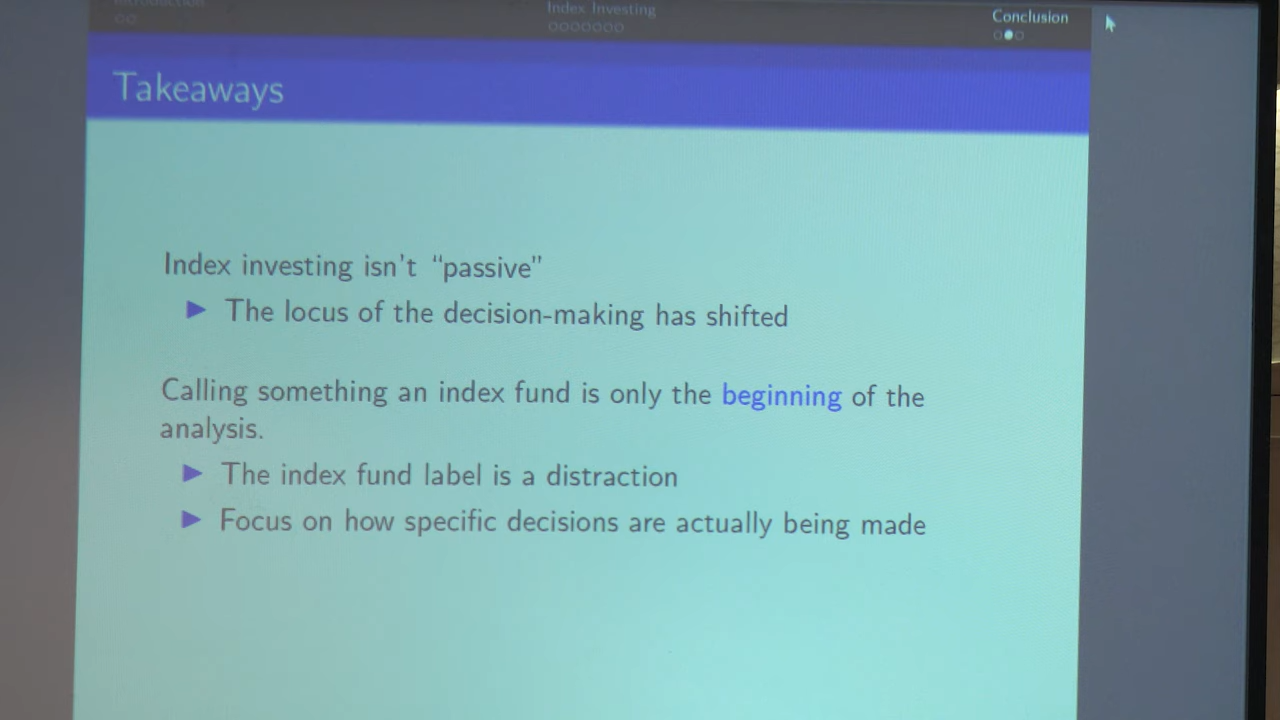 Introduction
Index Investing
Conclusion
Takeaways
Index investing isn't “passive”
The locus of the decision-making has shifted
Calling something an index fund is only the beginning of the
analysis.
The index fund label is a distraction
Focus on how specific decisions are actually being made